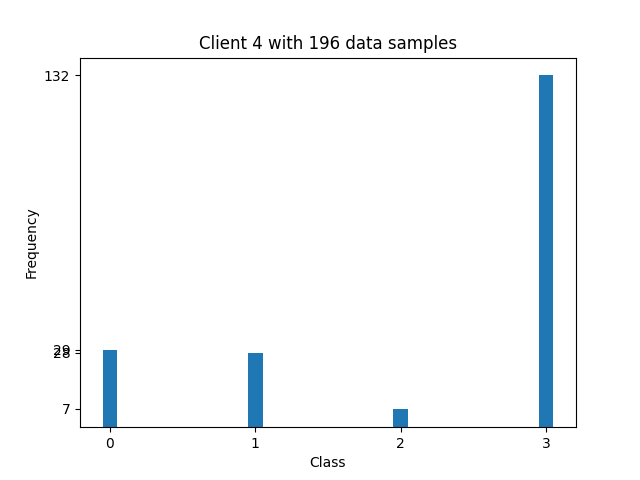 Client 4 with 196 data samples
132
29
28
7
Frequency
0 1 2 3
Class